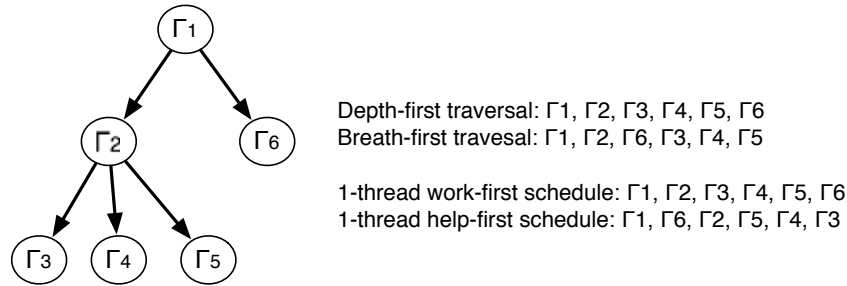 Γ1
Γ2
Γ6
Γ3
Γ4
Γ5
Depth-first traversal: Γ1, Γ2, Γ3, Γ4, Γ5, Γ6
Breath-first travesal: Γ1, Γ2, Γ6, Γ3, Γ4, Γ5
1-thread work-first schedule: Γ1, Γ2, Γ3, Γ4, Γ5, Γ6
1-thread help-first schedule: Γ1, Γ6, Γ2, Γ5, Γ4, Γ3